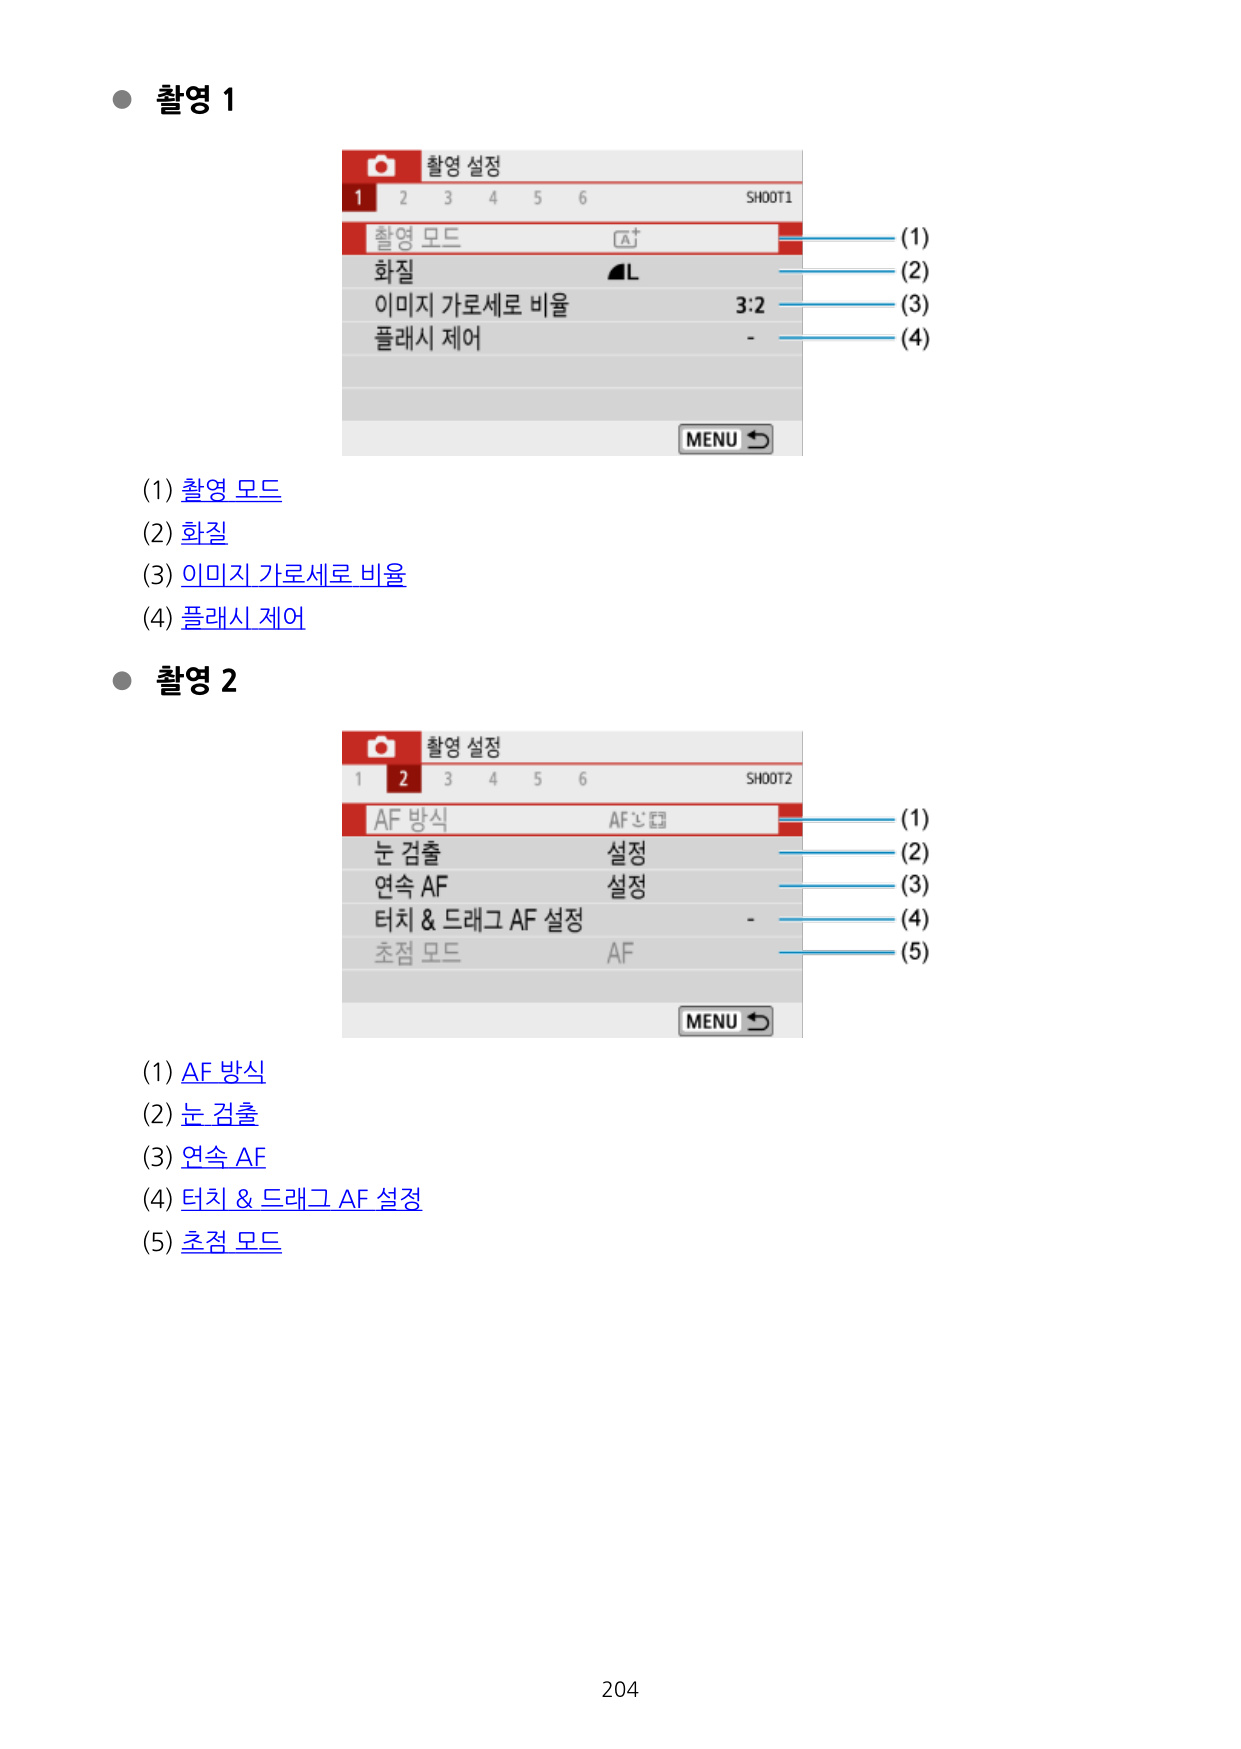 ● 촬영 1
촬영 설정
1 2 3 4 5 6 SHOOT1
촬영 모드 A+ (1)
화질 L (2)
이미지 가로세로 비율 3:2 (3)
플래시 제어 - (4)
MENU
(1) 촬영 모드
(2) 화질
(3) 이미지 가로세로 비율
(4) 플래시 제어
● 촬영 2
촬영 설정
1 2 3 4 5 6 SHOOT2
AF 방식 AF (1)
눈 검출 설정 (2)
연속 AF 설정 (3)
터치 & 드래그 AF 설정 - (4)
초점 모드 AF (5)
MENU
(1) AF 방식
(2) 눈 검출
(3) 연속 AF
(4) 터치 & 드래그 AF 설정
(5) 초점 모드
204